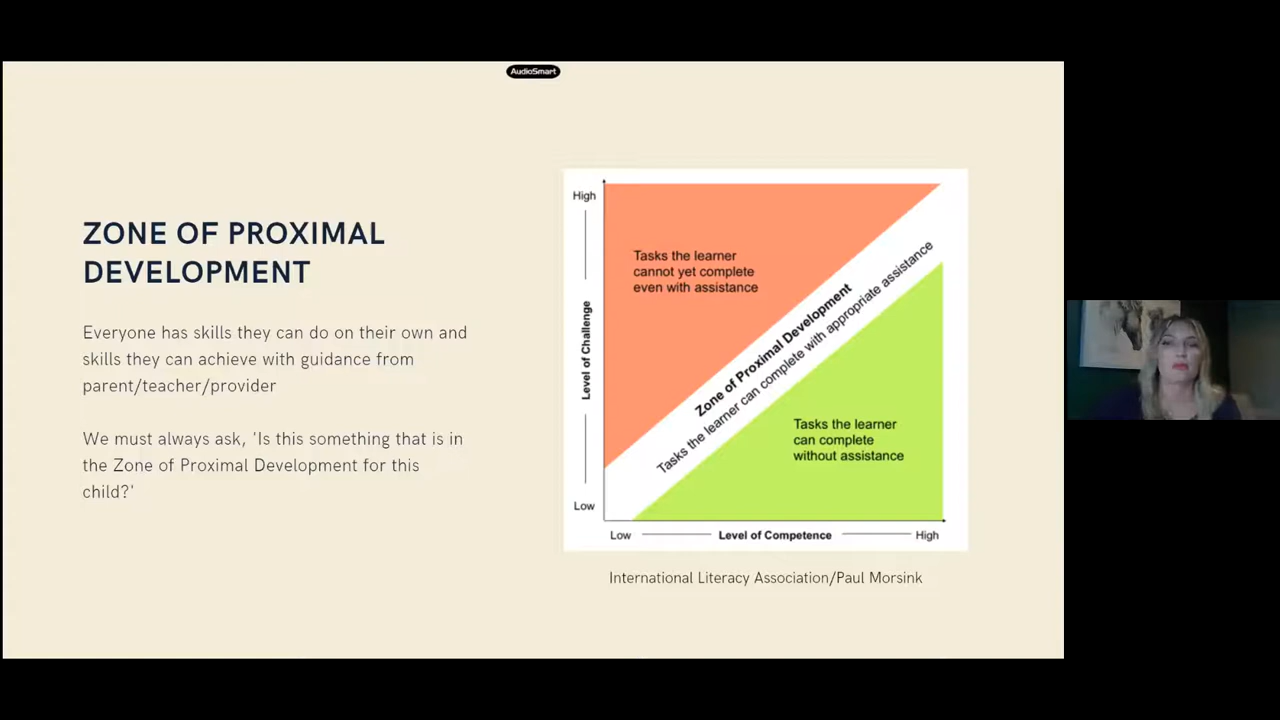 AudioSmart
ZONE OF PROXIMAL
DEVELOPMENT
Everyone has skills they can do on their own and
skills they can achieve with guidance from
parent/teacher/provider
We must always ask, 'Is this something that is in
the Zone of Proximal Development for this
child?'
High
Level of Challenge
Low
Tasks the learner
cannot yet complete
even with assistance
Zone of Proximal Development
Tasks the learner can complete with appropriate assistance
Tasks the learner
can complete
without assistance
Low
Level of Competence
High
International Literacy Association/Paul Morsink